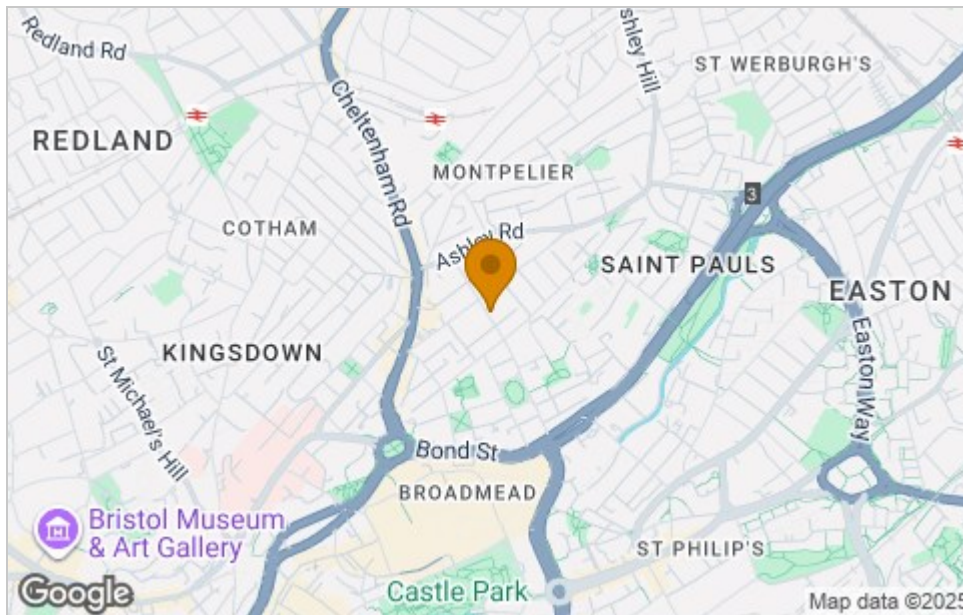 Redland Rd
shley Hill
ST WERBURGH'S
REDLAND
Cheltenham Rd
MONTPELIER
3
COTHAM
Ashley Rd
SAINT PAULS
EASTON
KINGSDOWN
Easton Way
St Michael's Hill
Bond St
BROADMEAD
Bristol Museum
& Art Gallery
ST PHILIP'S
Castle Park
Google
Map data ©2025